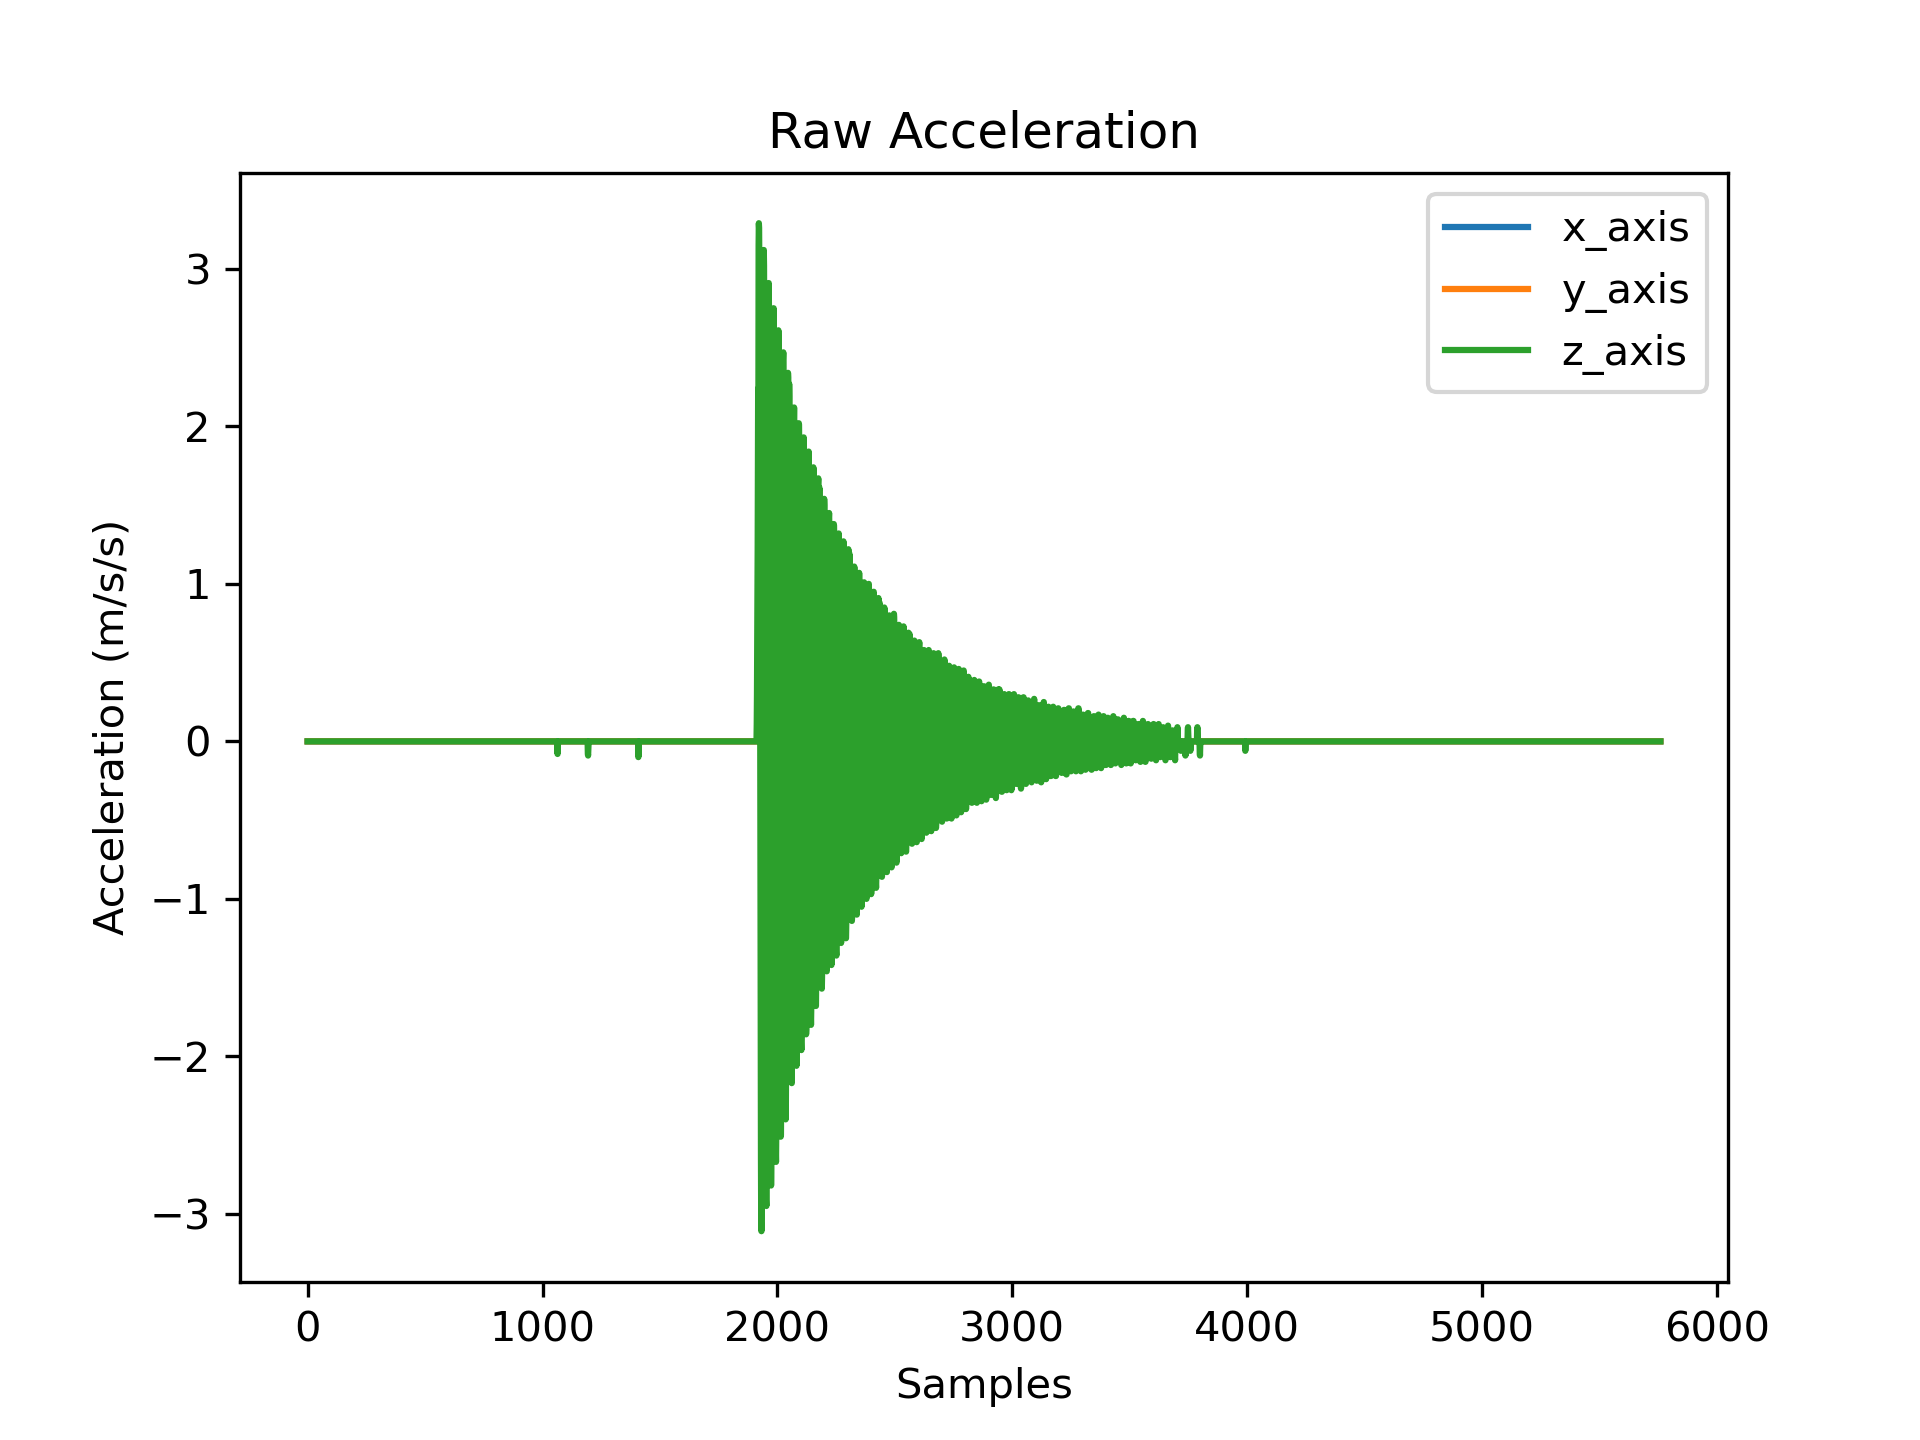 Raw Acceleration
x_axis
y_axis
z_axis
Acceleration (m/s/s)
3
2
1
0
−1
−2
−3
0 1000 2000 3000 4000 5000 6000
Samples